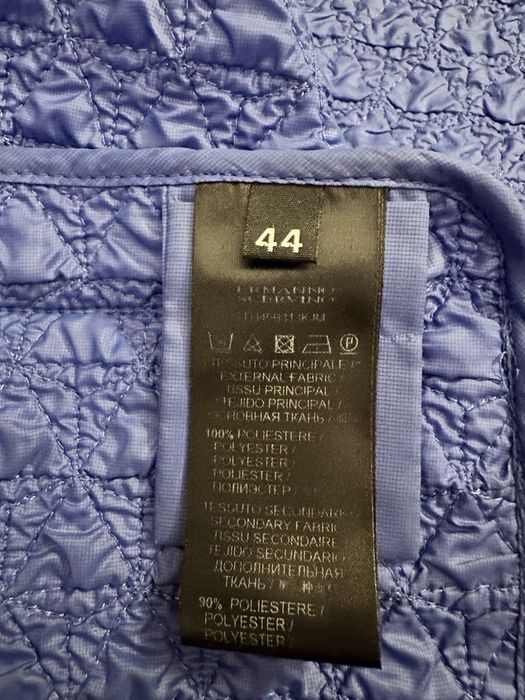 44
ERMANNO
SCERVINO
TESSUTO PRINCIPALE /
EXTERNAL FABRIC /
TISSU PRINCIPAL /
TEJIDO PRINCIPAL /
ОСНОВНАЯ ТКАНЬ /
100% POLIESTERE /
POLYESTER /
POLYESTER /
POLIESTER /
ПОЛИЭСТЕР /
TESSUTO SECONDARIO
SECONDARY FABRIC
TISSU SECONDAIRE
TEJIDO SECUNDARIO /
ДОПОЛНИТЕЛЬНАЯ
ТКАНЬ /
90% POLIESTERE /
POLYESTER /
POLYESTER /